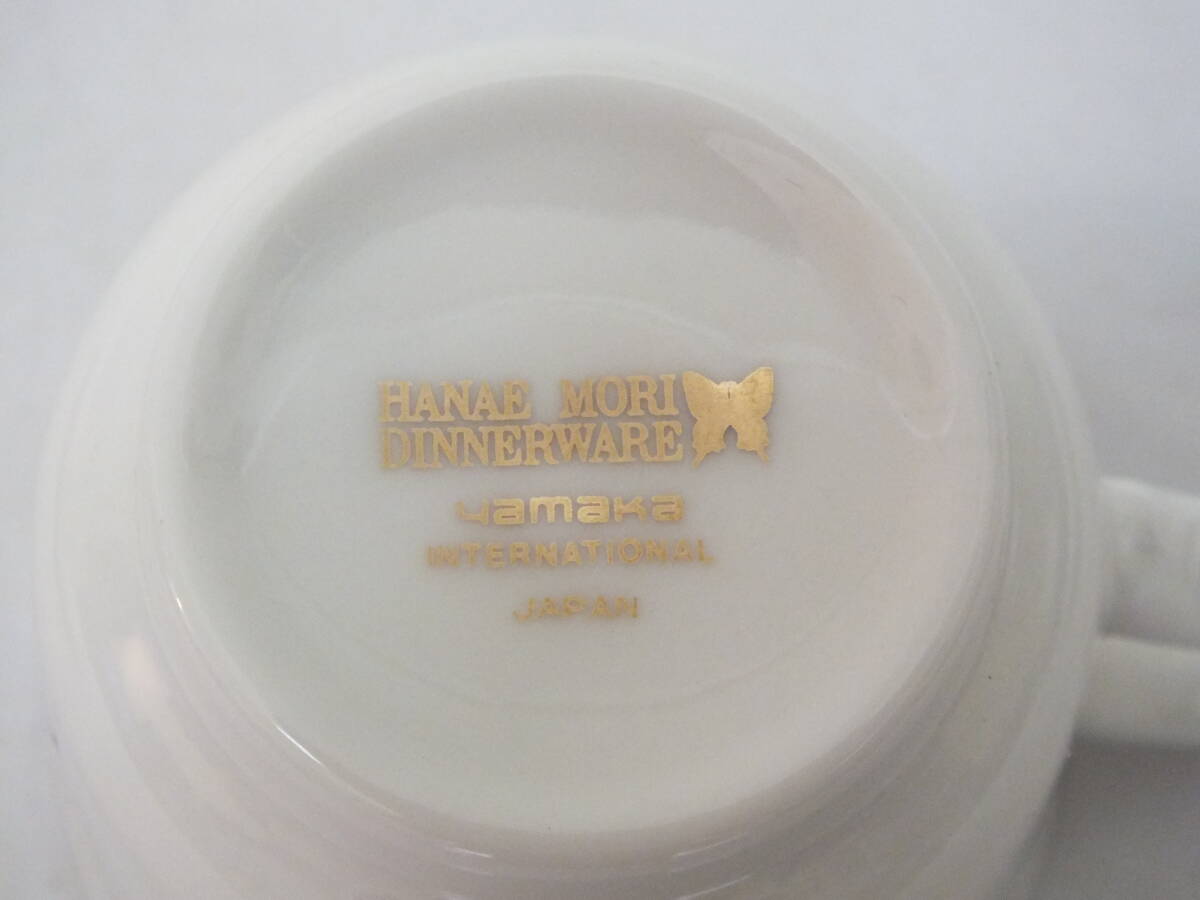 HANAE MORI
DINNERWARE
yamaka
INTERNATIONAL
JAPAN